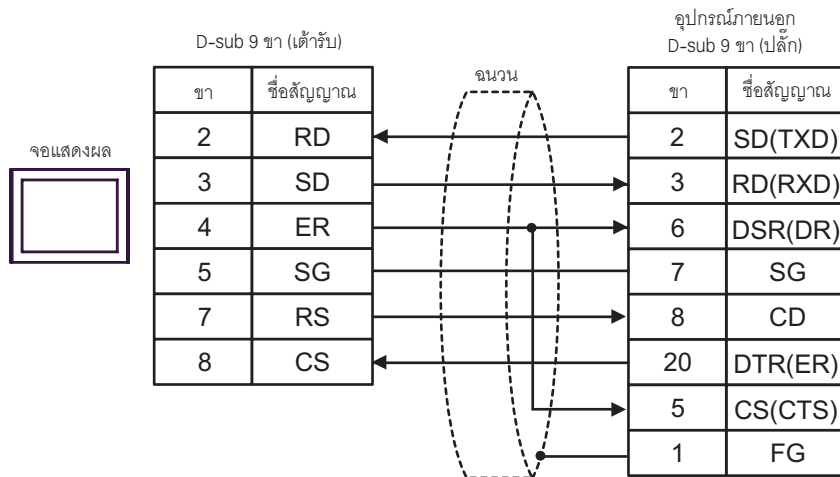 อุปกรณ์ภายนอก
D-sub 9 ขา (เต้ารับ)
D-sub 9 ขา (ปลั๊ก)
ฉนวน
ขา ชื่อสัญญาณ
ขา ชื่อสัญญาณ
จอแสดงผล
2 RD
2 SD(TXD)
3 SD
3 RD(RXD)
4 ER
6 DSR(DR)
5 SG
7 SG
7 RS
8 CD
8 CS
20 DTR(ER)
5 CS(CTS)
1 FG